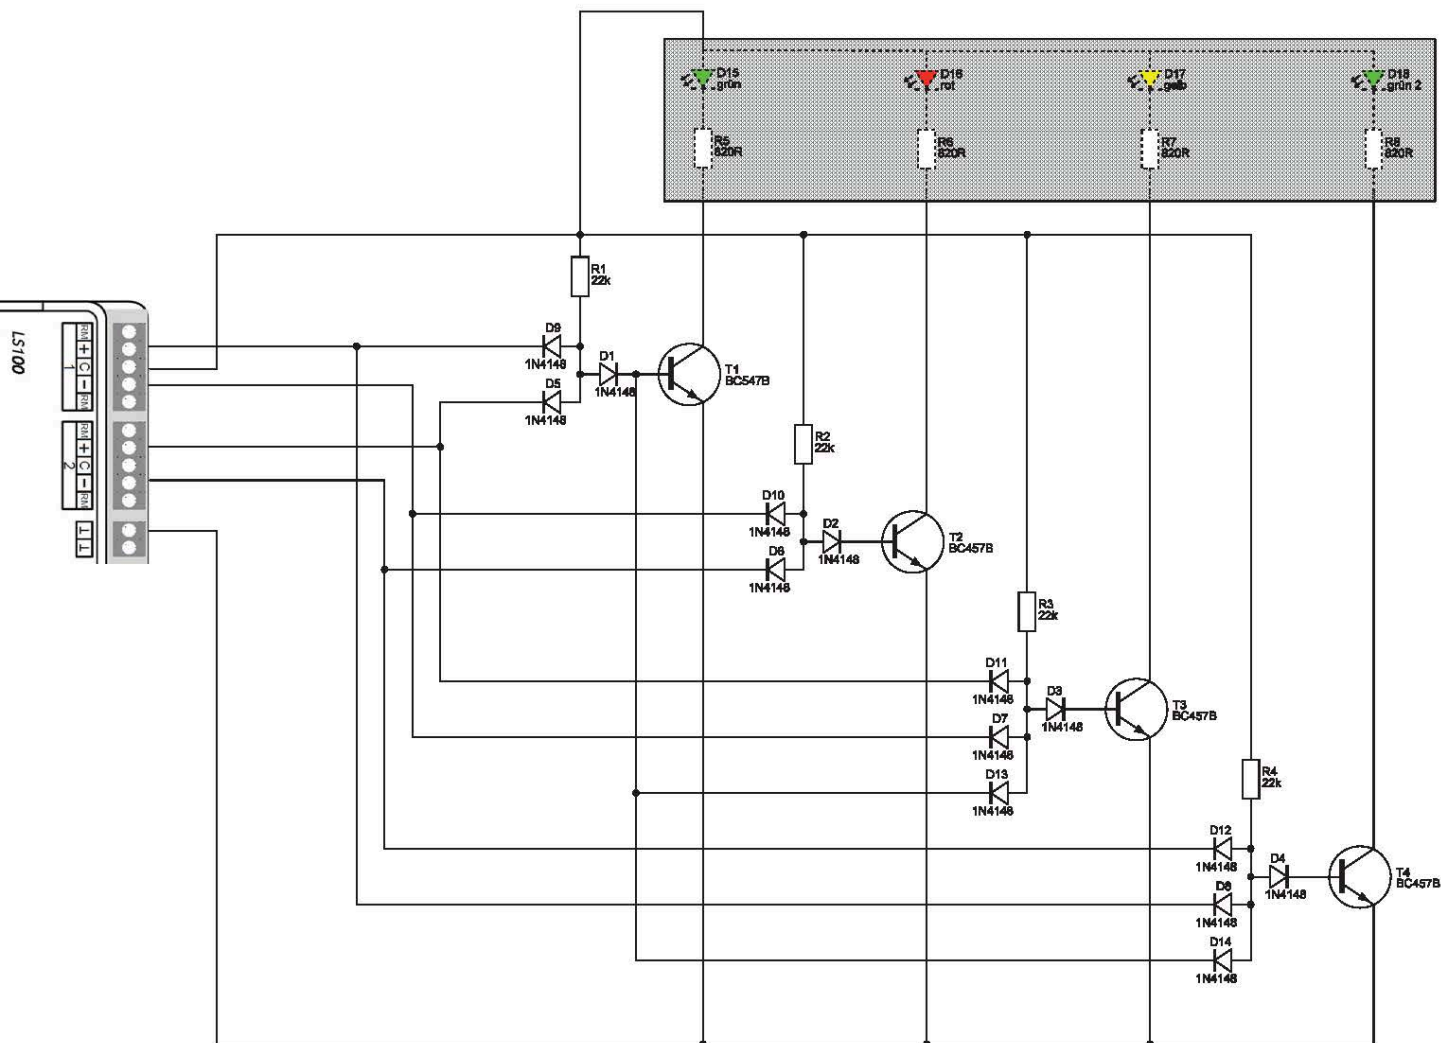 D15
grün
D16
rot
D17
gelb
D18
grün 2
R5
820R
R6
820R
R7
820R
R8
820R
R1
22k
LS100
RM + C - RM
1
RM + C - RM
2
⊥ ⊥
D9
1N4148
D1
1N4148
D5
1N4148
T1
BC547B
R2
22k
D10
1N4148
D2
1N4148
D6
1N4148
T2
BC457B
R3
22k
D11
1N4148
D3
1N4148
D7
1N4148
T3
BC457B
D13
1N4148
R4
22k
D12
1N4148
D4
1N4148
D8
1N4148
T4
BC457B
D14
1N4148